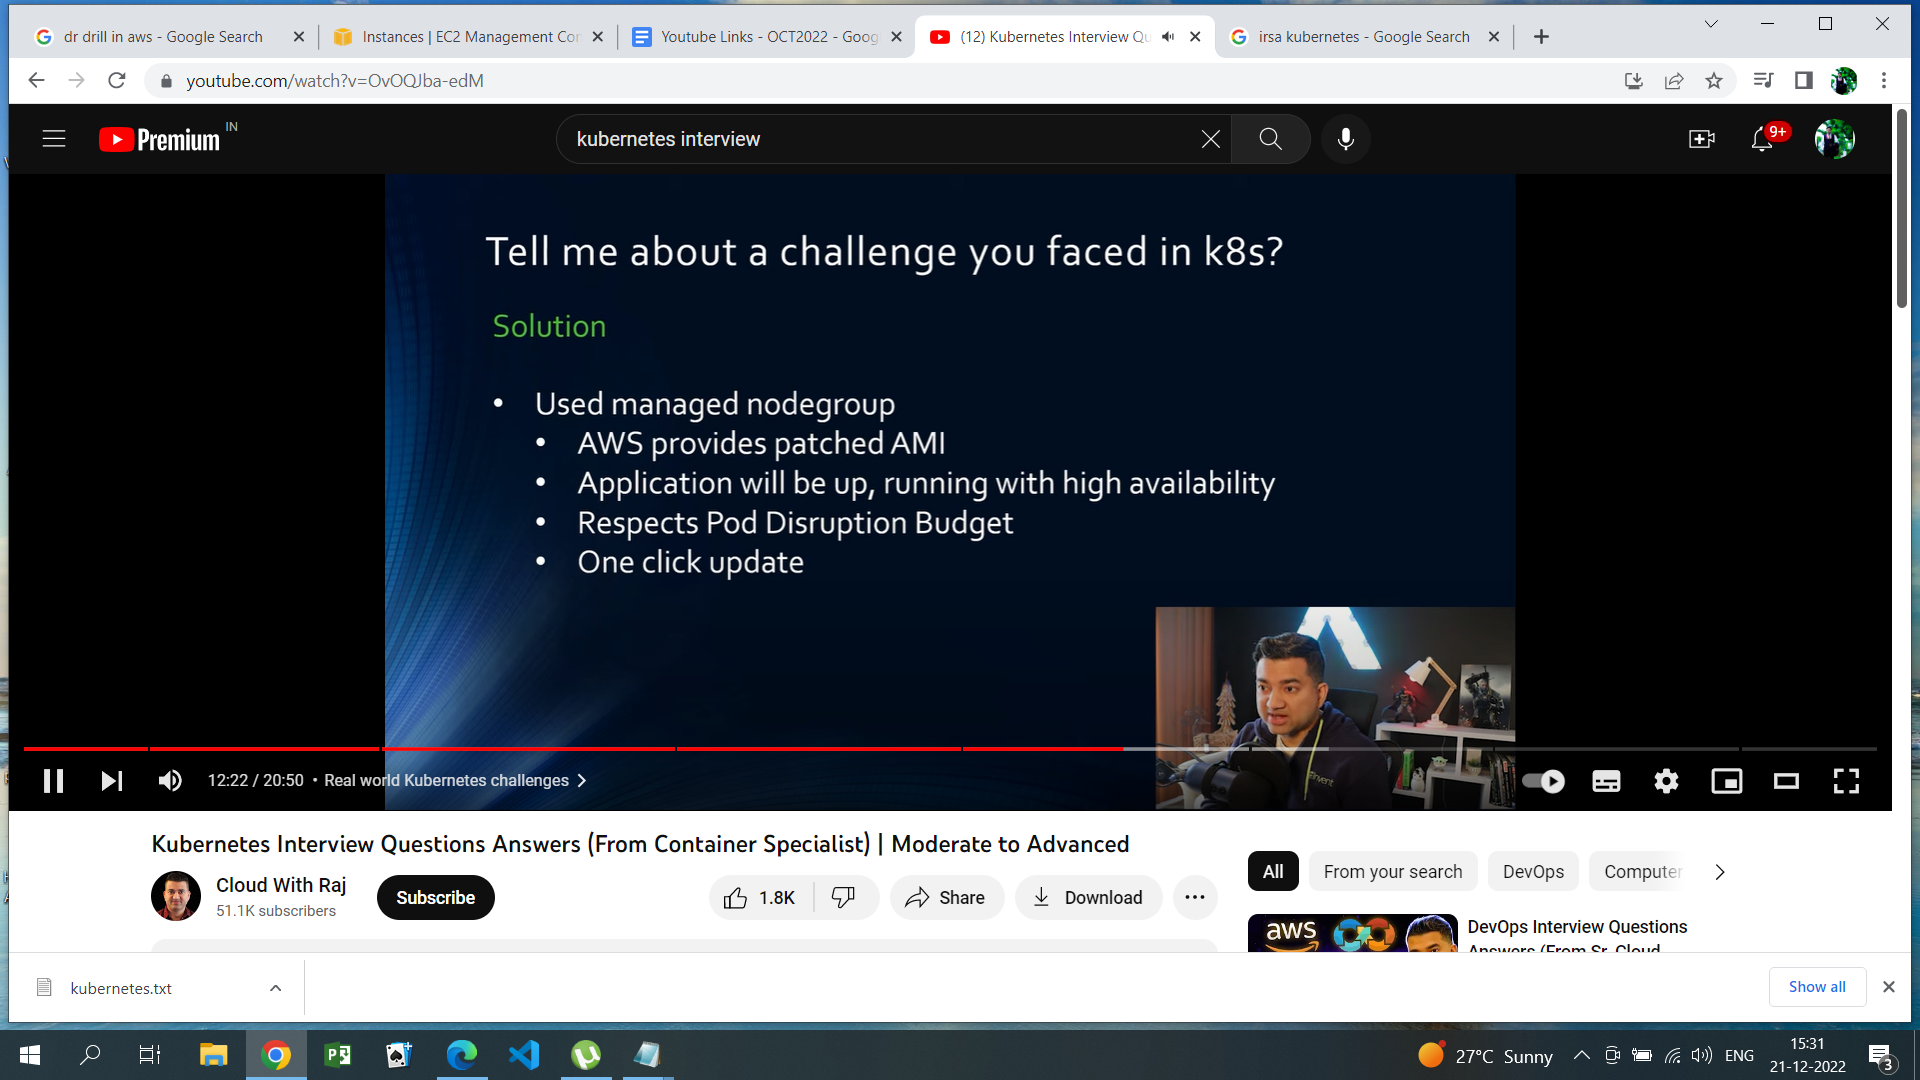 dr drill in aws - Google Search
Instances | EC2 Management Con
Youtube Links - OCT2022 - Goog
(12) Kubernetes Interview Qu
irsa kubernetes - Google Search
youtube.com/watch?v=OvOQJba-edM
Premium IN
kubernetes interview
9+
Tell me about a challenge you faced in k8s?
Solution
• Used managed nodegroup
• AWS provides patched AMI
• Application will be up, running with high availability
• Respects Pod Disruption Budget
• One click update
12:22 / 20:50 • Real world Kubernetes challenges
Kubernetes Interview Questions Answers (From Container Specialist) | Moderate to Advanced
Cloud With Raj
51.1K subscribers
Subscribe
1.8K
Share
Download
All
From your search
DevOps
Computer
aws
DevOps Interview Questions
Answers (From Sr. Cloud
kubernetes.txt
Show all
27°C Sunny
ENG
15:31
21-12-2022
3